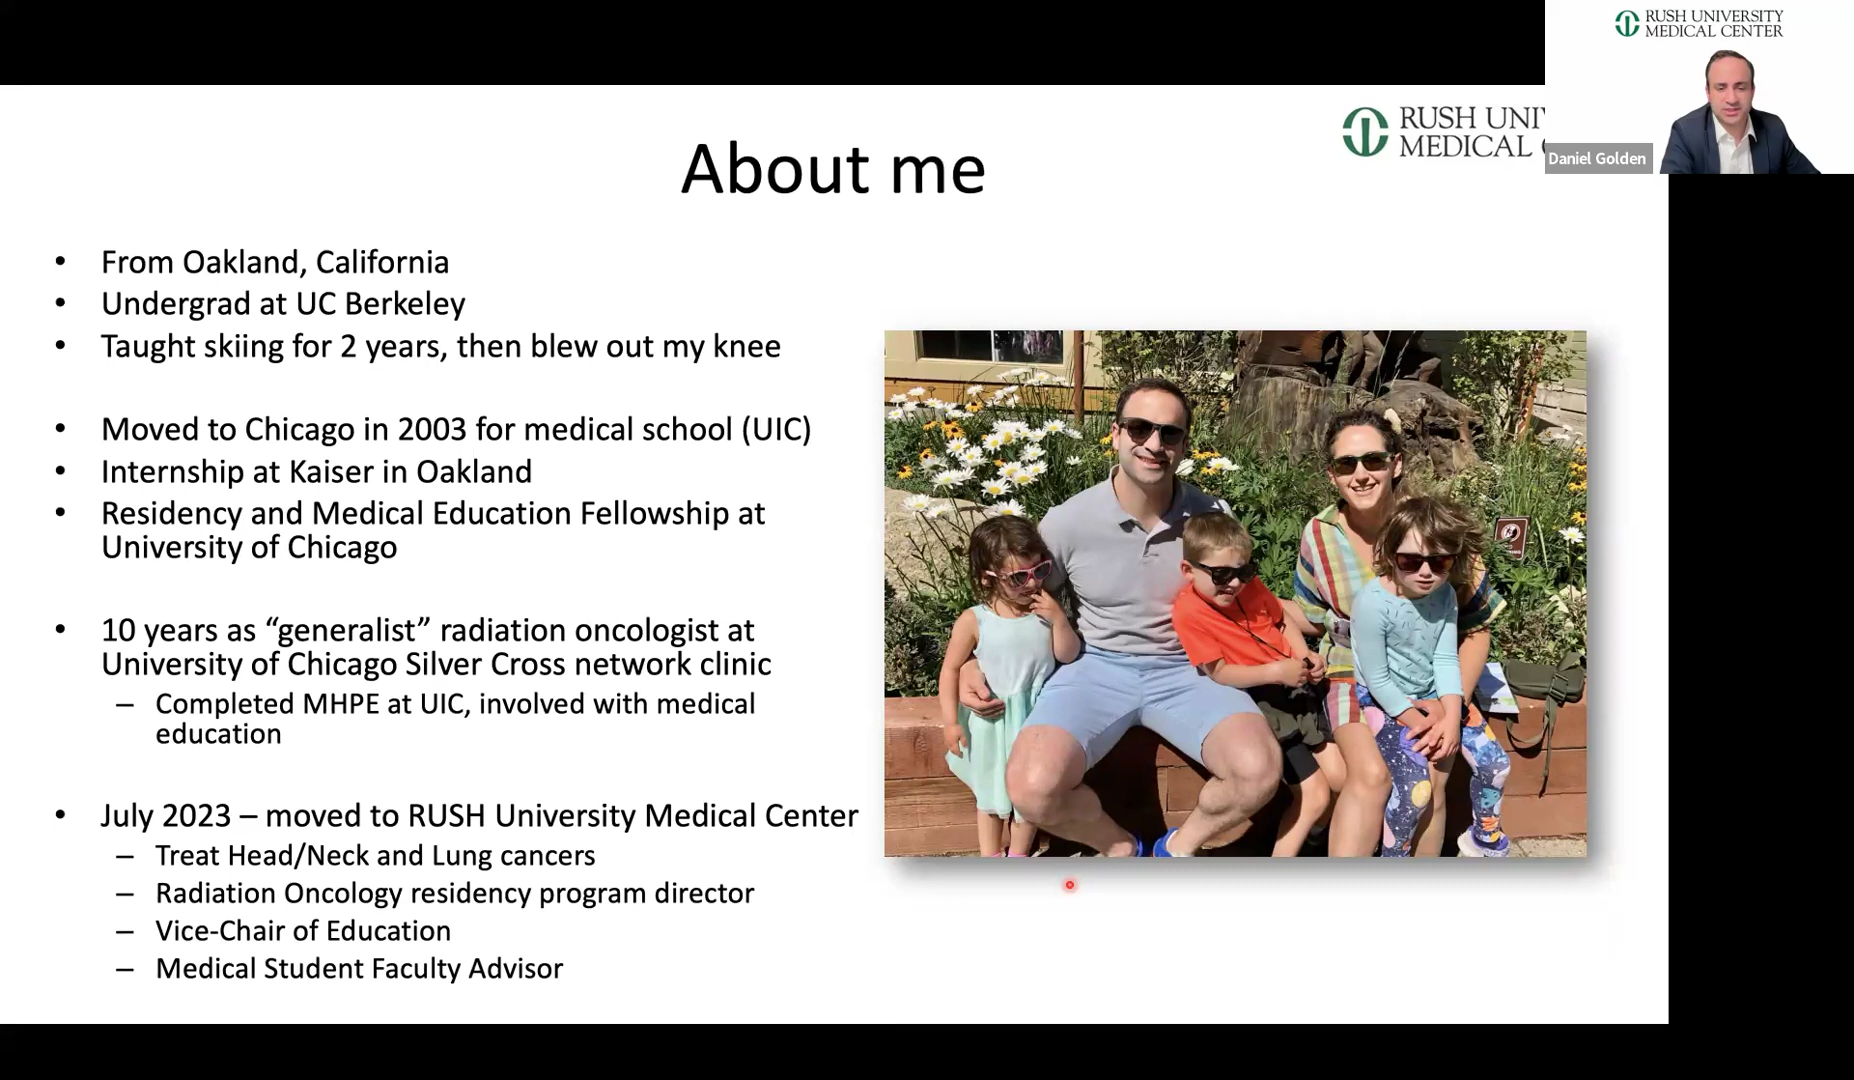 RUSH UNIVERSITY
MEDICAL CENTER
Daniel Golden
RUSH UNI
MEDICAL
About me
• From Oakland, California
• Undergrad at UC Berkeley
• Taught skiing for 2 years, then blew out my knee
• Moved to Chicago in 2003 for medical school (UIC)
• Internship at Kaiser in Oakland
• Residency and Medical Education Fellowship at
University of Chicago
• 10 years as “generalist” radiation oncologist at
University of Chicago Silver Cross network clinic
– Completed MHPE at UIC, involved with medical
education
• July 2023 – moved to RUSH University Medical Center
– Treat Head/Neck and Lung cancers
– Radiation Oncology residency program director
– Vice-Chair of Education
– Medical Student Faculty Advisor